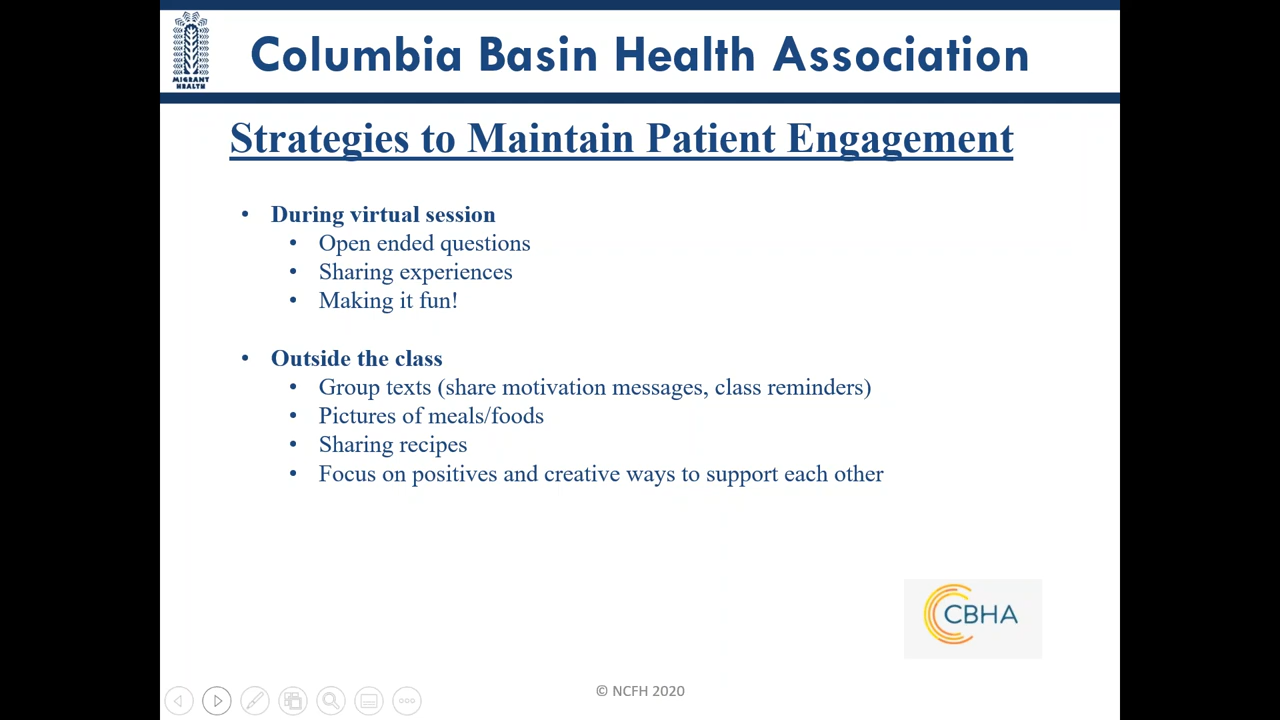 MIGRANT
HEALTH
Columbia Basin Health Association
Strategies to Maintain Patient Engagement
• During virtual session
• Open ended questions
• Sharing experiences
• Making it fun!
• Outside the class
• Group texts (share motivation messages, class reminders)
• Pictures of meals/foods
• Sharing recipes
• Focus on positives and creative ways to support each other
CBHA
© NCFH 2020